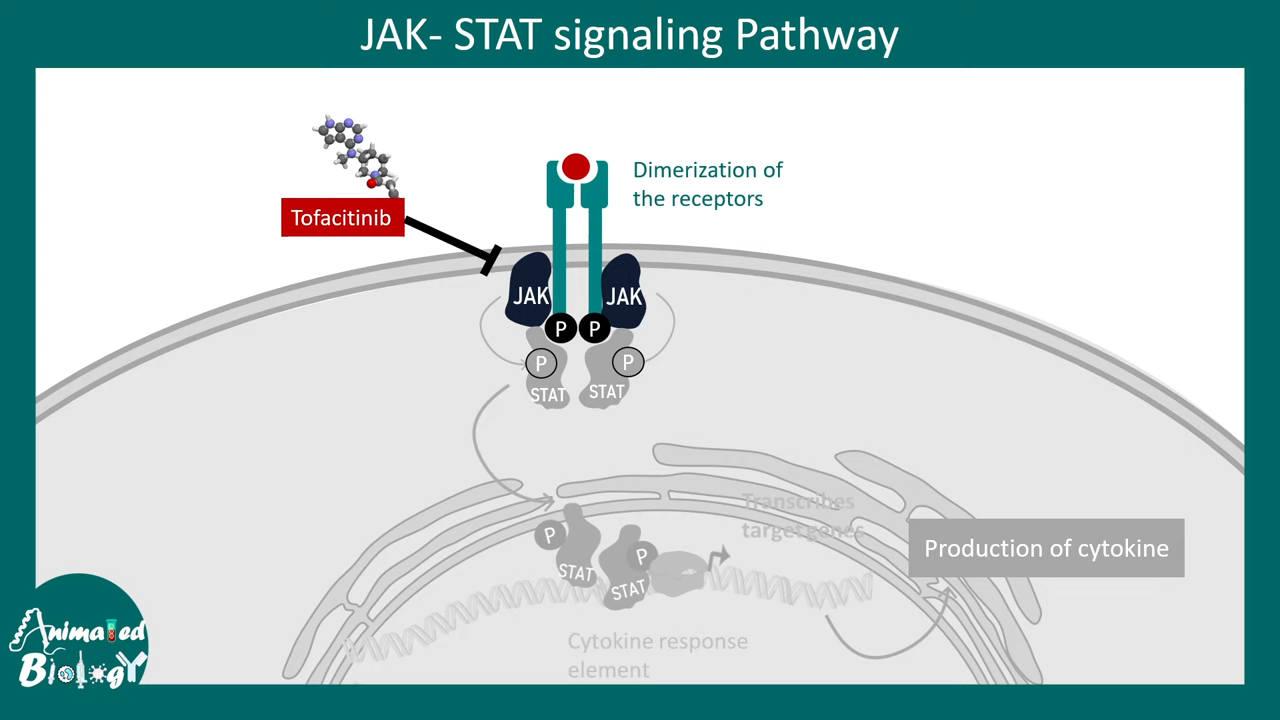 JAK- STAT signaling Pathway
Dimerization of
the receptors
Tofacitinib
JAK
JAK
P
P
P
P
STAT
STAT
Transcribes
target genes
P
P
STAT
STAT
Production of cytokine
Cytokine response
element
Animated
Biology